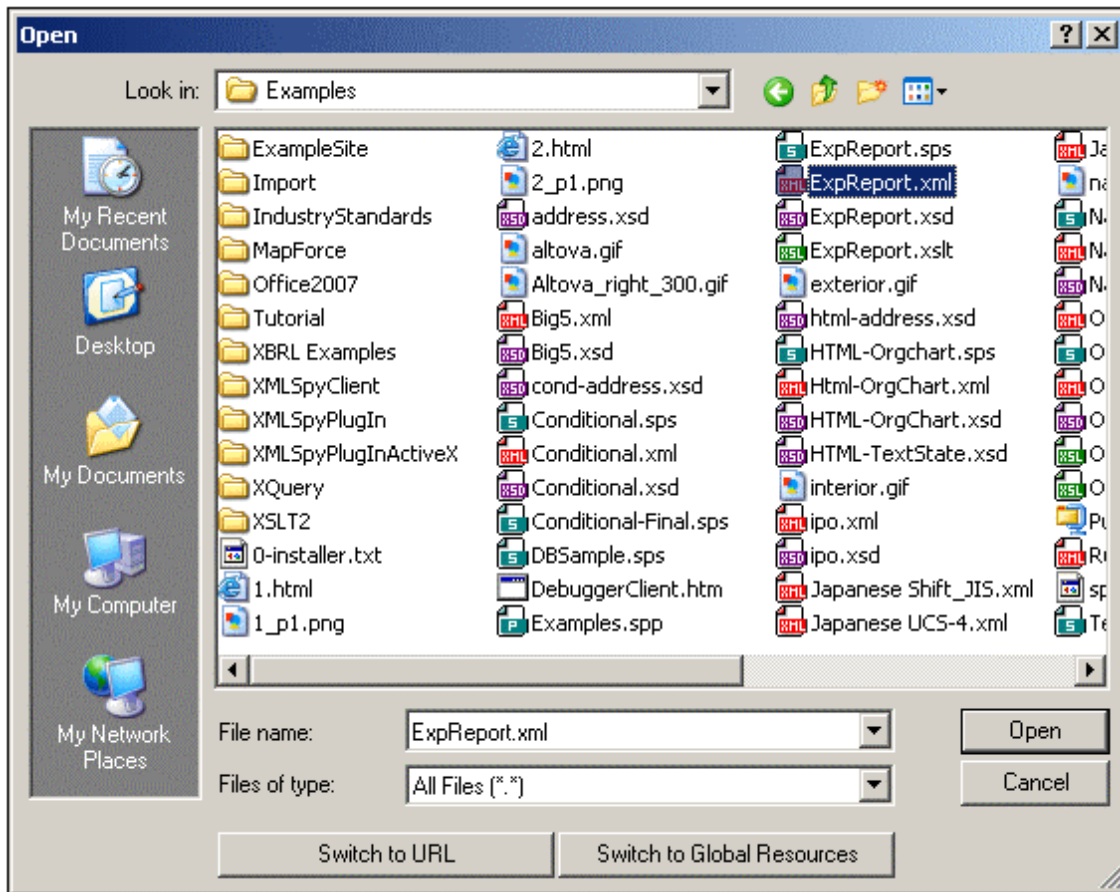 Open
Look in:
Examples
My Recent
Documents
Desktop
My Documents
My Computer
My Network
Places
ExampleSite
Import
IndustryStandards
MapForce
Office2007
Tutorial
XBRL Examples
XMLSpyClient
XMLSpyPlugIn
XMLSpyPlugInActiveX
XQuery
XSLT2
0-installer.txt
1.html
1_p1.png
2.html
2_p1.png
address.xsd
altova.gif
Altova_right_300.gif
Big5.xml
Big5.xsd
cond-address.xsd
Conditional.sps
Conditional.xml
Conditional.xsd
Conditional-Final.sps
DBSample.sps
DebuggerClient.htm
Examples.spp
ExpReport.sps
ExpReport.xml
ExpReport.xsd
ExpReport.xslt
exterior.gif
html-address.xsd
HTML-Orgchart.sps
Html-OrgChart.xml
HTML-OrgChart.xsd
HTML-TextState.xsd
interior.gif
ipo.xml
ipo.xsd
Japanese Shift_JIS.xml
Japanese UCS-4.xml
File name:
ExpReport.xml
Open
Files of type:
All Files (*.*)
Cancel
Switch to URL
Switch to Global Resources